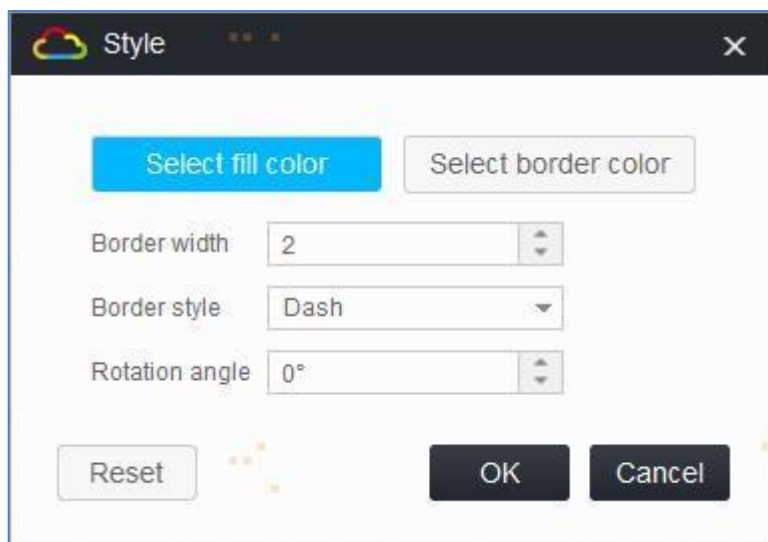 Style
Select fill color Select border color
Border width 2
Border style Dash
Rotation angle 0°
Reset OK Cancel